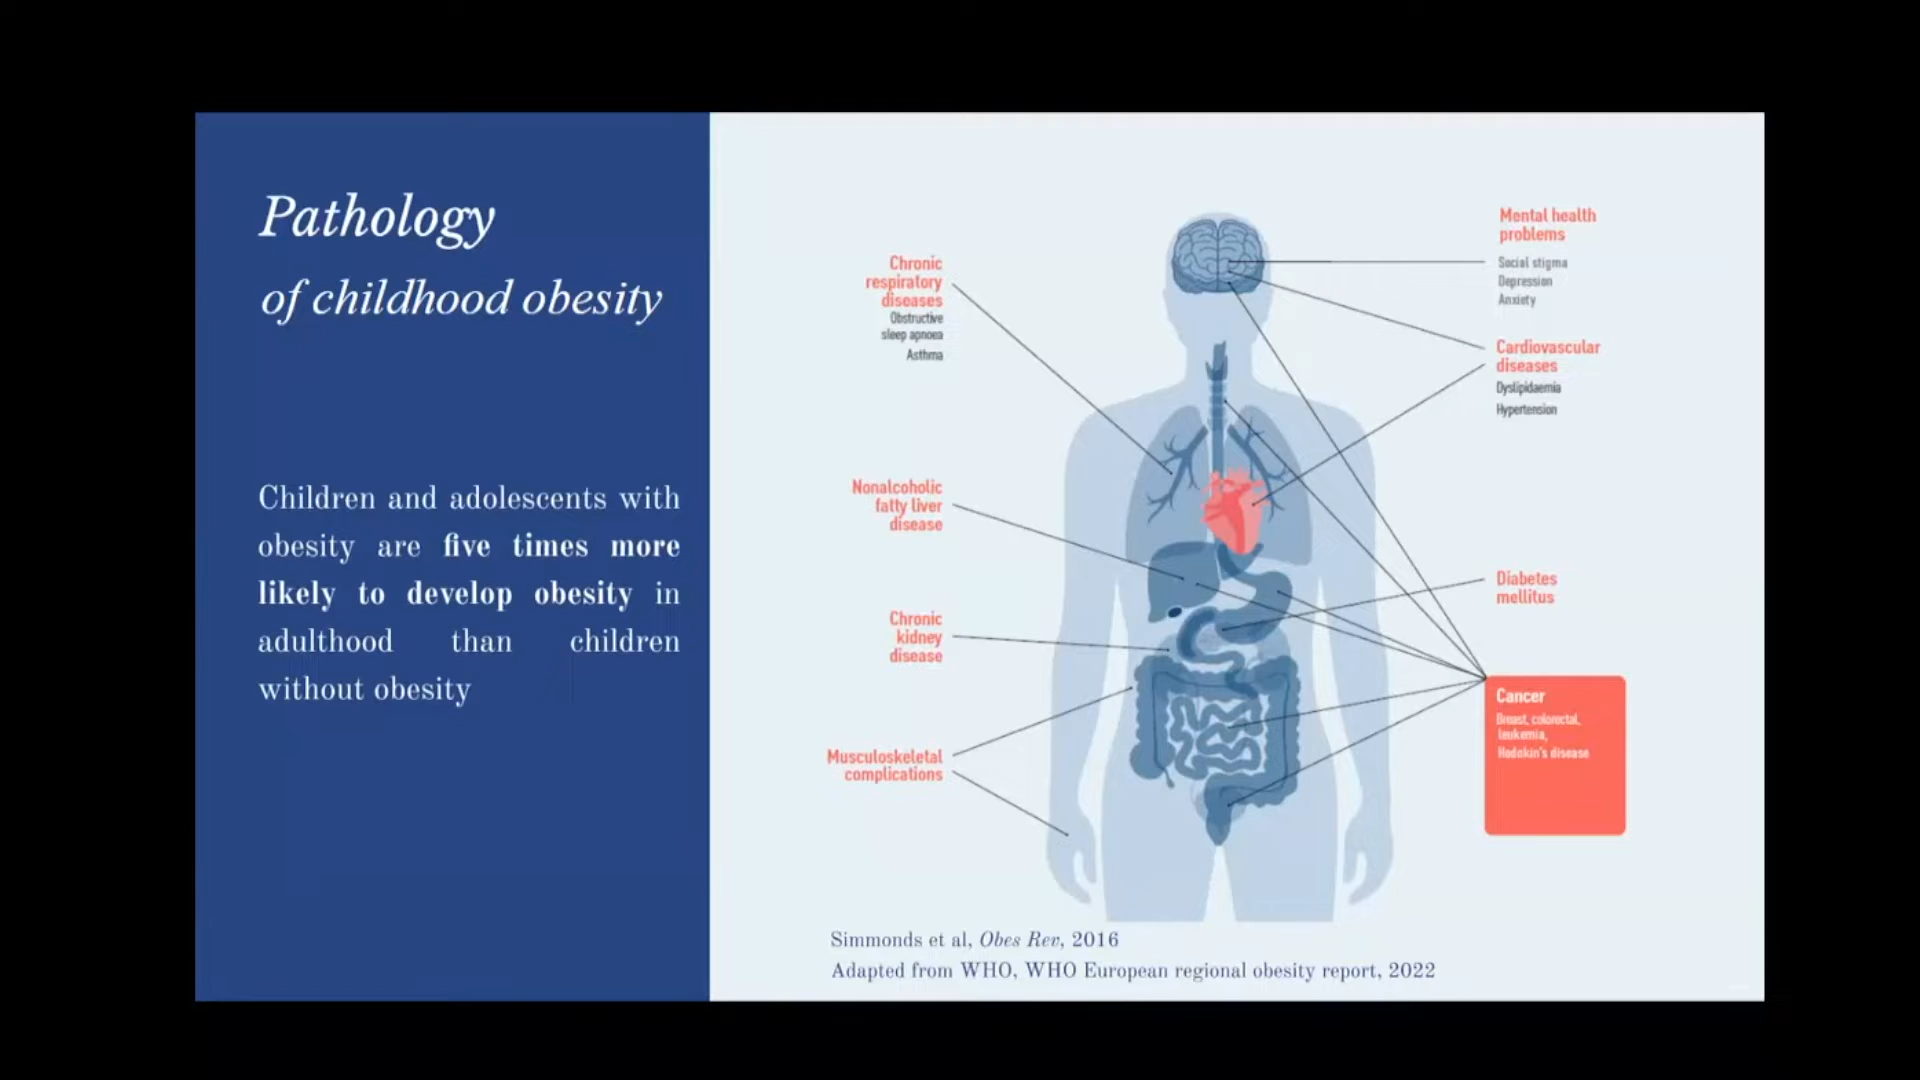 Pathology
of childhood obesity
Children and adolescents with
obesity are five times more
likely to develop obesity in
adulthood than children
without obesity
Chronic
respiratory
diseases
Obstructive
sleep apnoea
Asthma
Nonalcoholic
fatty liver
disease
Chronic
kidney
disease
Musculoskeletal
complications
Mental health
problems
Social stigma
Depression
Anxiety
Cardiovascular
diseases
Dyslipidaemia
Hypertension
Diabetes
mellitus
Cancer
Breast, colorectal,
leukemia,
Hodgkin's disease
Simmonds et al, Obes Rev, 2016
Adapted from WHO, WHO European regional obesity report, 2022